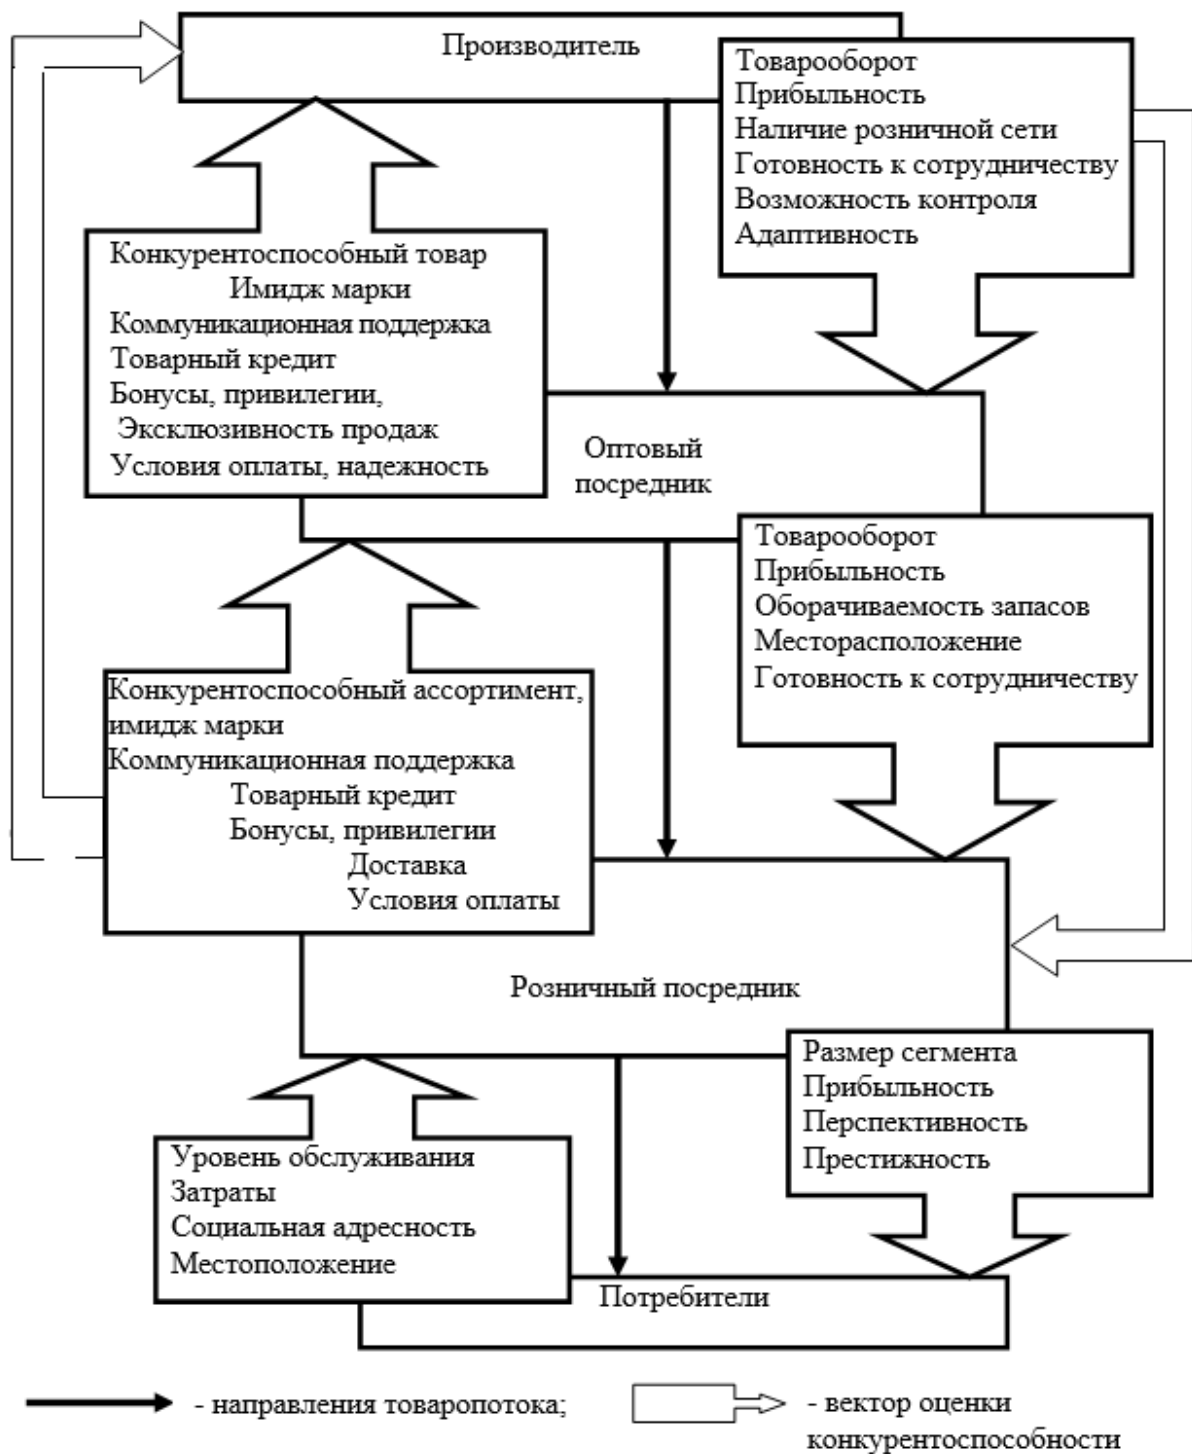 Производитель
Товарооборот
Прибыльность
Наличие розничной сети
Готовность к сотрудничеству
Возможность контроля
Адаптивность
Конкурентоспособный товар
Имидж марки
Коммуникационная поддержка
Товарный кредит
Бонусы, привилегии,
Эксклюзивность продаж
Условия оплаты, надежность
Оптовый
посредник
Товарооборот
Прибыльность
Оборачиваемость запасов
Месторасположение
Готовность к сотрудничеству
Конкурентоспособный ассортимент,
имидж марки
Коммуникационная поддержка
Товарный кредит
Бонусы, привилегии
Доставка
Условия оплаты
Розничный посредник
Размер сегмента
Прибыльность
Перспективность
Престижность
Уровень обслуживания
Затраты
Социальная адресность
Местоположение
Потребители
- направления товаропотока;
- вектор оценки
конкурентоспособности